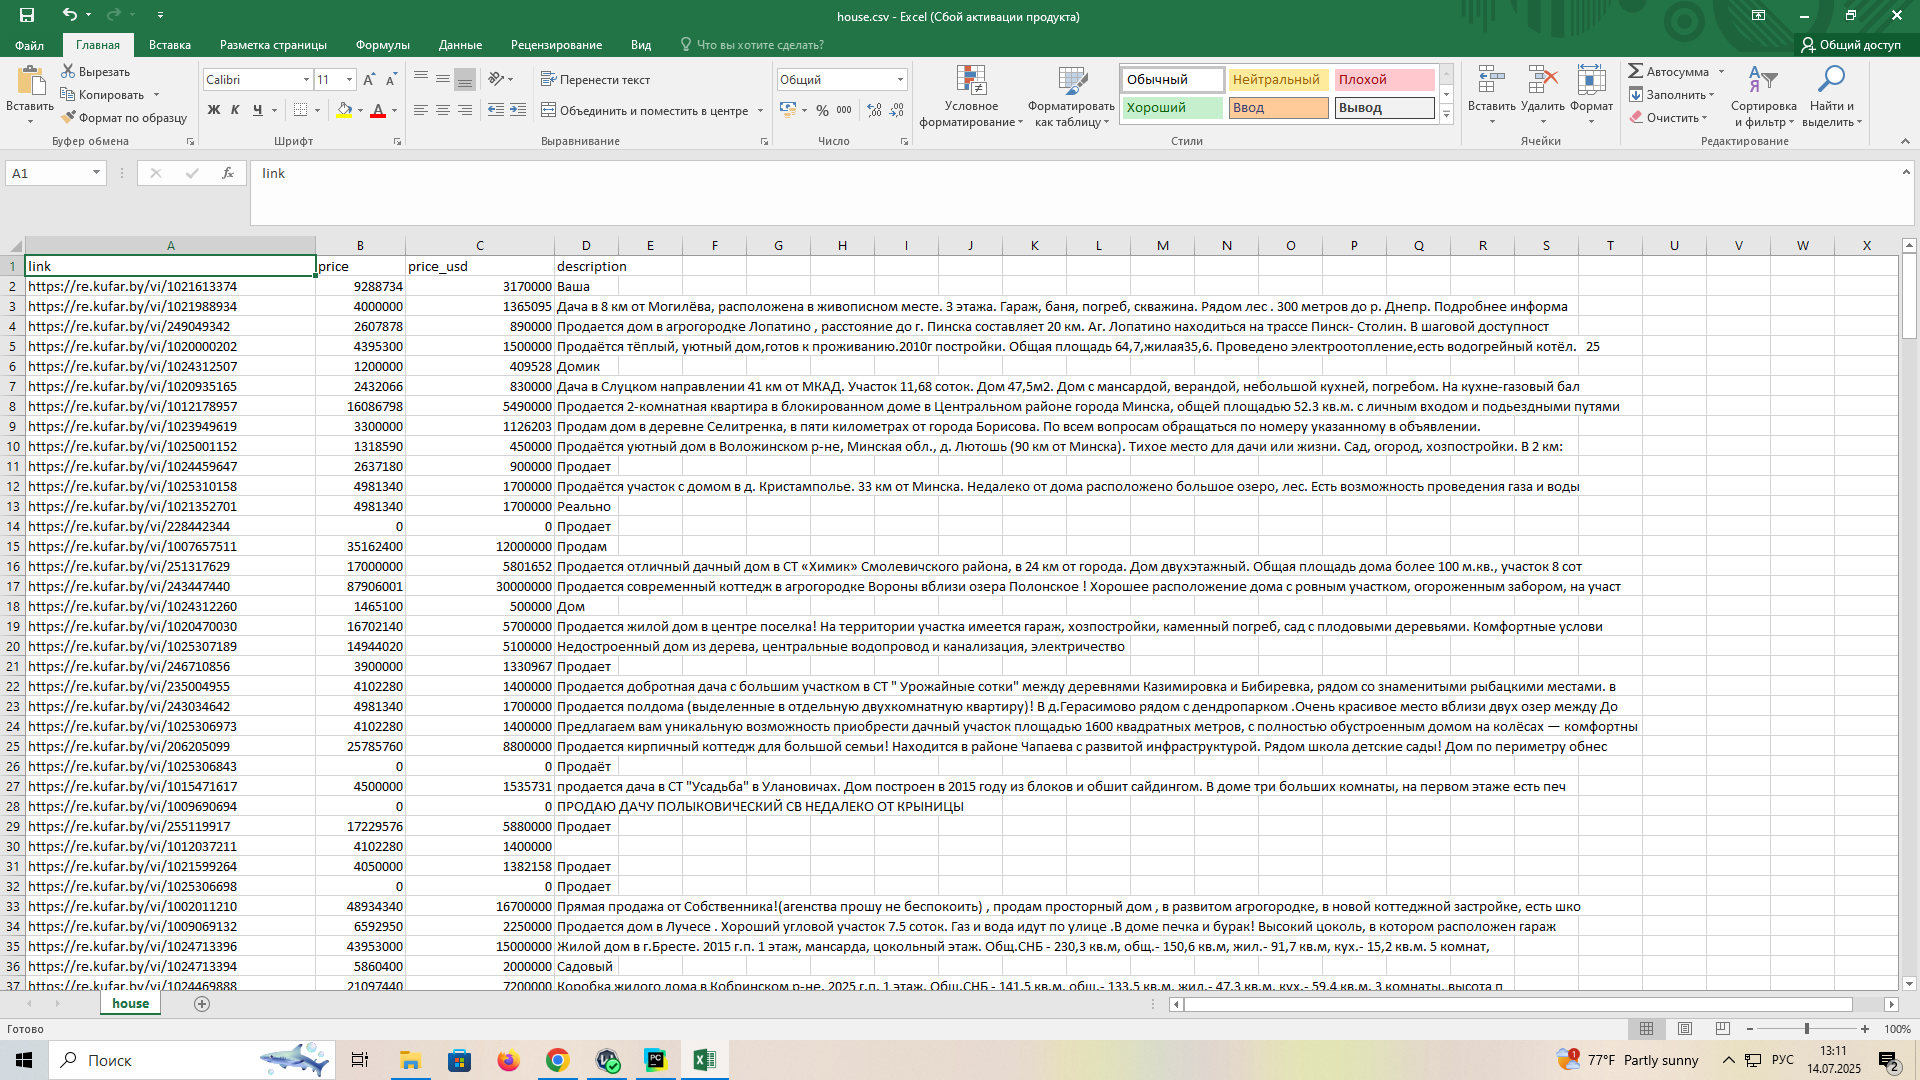 house.csv - Excel (Сбой активации продукта)
Файл Главная Вставка Разметка страницы Формулы Данные Рецензирование Вид Что вы хотите сделать? Общий доступ
Вставить
Вырезать
Копировать
Формат по образцу
Буфер обмена
Calibri 11
Ж К Ч
Шрифт
Перенести текст
Объединить и поместить в центре
Выравнивание
Общий
% 000
Число
Условное форматирование
Форматировать как таблицу
Обычный Нейтральный Плохой
Хороший Ввод Вывод
Стили
Вставить Удалить Формат
Ячейки
Автосумма
Заполнить
Очистить
Сортировка и фильтр
Найти и выделить
Редактирование
A1 fx link
A B C D E F G H I J K L M N O P Q R S T U V W X
1 link price price_usd description
2 https://re.kufar.by/vi/1021613374 9288734 3170000 Ваша
3 https://re.kufar.by/vi/1021988934 4000000 1365095 Дача в 8 км от Могилёва, расположена в живописном месте. 3 этажа. Гараж, баня, погреб, скважина. Рядом лес . 300 метров до р. Днепр. Подробнее информа
4 https://re.kufar.by/vi/249049342 2607878 890000 Продается дом в агрогородке Лопатино , расстояние до г. Пинска составляет 20 км. Аг. Лопатино находиться на трассе Пинск- Столин. В шаговой доступност
5 https://re.kufar.by/vi/1020000202 4395300 1500000 Продаётся тёплый, уютный дом,готов к проживанию.2010г постройки. Общая площадь 64,7,жилая35,6. Проведено электроотопление,есть водогрейный котёл. 25
6 https://re.kufar.by/vi/1024312507 1200000 409528 Домик
7 https://re.kufar.by/vi/1020935165 2432066 830000 Дача в Слуцком направлении 41 км от МКАД. Участок 11,68 соток. Дом 47,5м2. Дом с мансардой, верандой, небольшой кухней, погребом. На кухне-газовый бал
8 https://re.kufar.by/vi/1012178957 16086798 5490000 Продается 2-комнатная квартира в блокированном доме в Центральном районе города Минска, общей площадью 52.3 кв.м. с личным входом и подьездными путями
9 https://re.kufar.by/vi/1023949619 3300000 1126203 Продам дом в деревне Селитренка, в пяти километрах от города Борисова. По всем вопросам обращаться по номеру указанному в объявлении.
10 https://re.kufar.by/vi/1025001152 1318590 450000 Продаётся уютный дом в Воложинском р-не, Минская обл., д. Лютошь (90 км от Минска). Тихое место для дачи или жизни. Сад, огород, хозпостройки. В 2 км:
11 https://re.kufar.by/vi/1024459647 2637180 900000 Продает
12 https://re.kufar.by/vi/1025310158 4981340 1700000 Продаётся участок с домом в д. Кристамполье. 33 км от Минска. Недалеко от дома расположено большое озеро, лес. Есть возможность проведения газа и воды
13 https://re.kufar.by/vi/1021352701 4981340 1700000 Реально
14 https://re.kufar.by/vi/228442344 0 0 Продает
15 https://re.kufar.by/vi/1007657511 35162400 12000000 Продам
16 https://re.kufar.by/vi/251317629 17000000 5801652 Продается отличный дачный дом в СТ «Химик» Смолевичского района, в 24 км от города. Дом двухэтажный. Общая площадь дома более 100 м.кв., участок 8 сот
17 https://re.kufar.by/vi/243447440 87906001 30000000 Продается современный коттедж в агрогородке Вороны вблизи озера Полонское ! Хорошее расположение дома с ровным участком, огороженным забором, на участ
18 https://re.kufar.by/vi/1024312260 1465100 500000 Дом
19 https://re.kufar.by/vi/1020470030 16702140 5700000 Продается жилой дом в центре поселка! На территории участка имеется гараж, хозпостройки, каменный погреб, сад с плодовыми деревьями. Комфортные услови
20 https://re.kufar.by/vi/1025307189 14944020 5100000 Недостроенный дом из дерева, центральные водопровод и канализация, электричество
21 https://re.kufar.by/vi/246710856 3900000 1330967 Продает
22 https://re.kufar.by/vi/235004955 4102280 1400000 Продается добротная дача с большим участком в СТ " Урожайные сотки" между деревнями Казимировка и Бибиревка, рядом со знаменитыми рыбацкими местами. в
23 https://re.kufar.by/vi/243034642 4981340 1700000 Продается полдома (выделенные в отдельную двухкомнатную квартиру)! В д.Герасимово рядом с дендропарком .Очень красивое место вблизи двух озер между До
24 https://re.kufar.by/vi/1025306973 4102280 1400000 Предлагаем вам уникальную возможность приобрести дачный участок площадью 1600 квадратных метров, с полностью обустроенным домом на колёсах — комфортны
25 https://re.kufar.by/vi/206205099 25785760 8800000 Продается кирпичный коттедж для большой семьи! Находится в районе Чапаева с развитой инфраструктурой. Рядом школа детские сады! Дом по периметру обнес
26 https://re.kufar.by/vi/1025306843 0 0 Продаёт
27 https://re.kufar.by/vi/1015471617 4500000 1535731 продается дача в СТ "Усадьба" в Улановичах. Дом построен в 2015 году из блоков и обшит сайдингом. В доме три больших комнаты, на первом этаже есть печ
28 https://re.kufar.by/vi/1009690694 0 0 ПРОДАЮ ДАЧУ ПОЛЫКОВИЧЕСКИЙ СВ НЕДАЛЕКО ОТ КРЫНИЦЫ
29 https://re.kufar.by/vi/255119917 17229576 5880000 Продает
30 https://re.kufar.by/vi/1012037211 4102280 1400000
31 https://re.kufar.by/vi/1021599264 4050000 1382158 Продает
32 https://re.kufar.by/vi/1025306698 0 0 Продает
33 https://re.kufar.by/vi/1002011210 48934340 16700000 Прямая продажа от Собственника!(агенства прошу не беспокоить) , продам просторный дом , в развитом агрогородке, в новой коттеджной застройке, есть шко
34 https://re.kufar.by/vi/1009069132 6592950 2250000 Продается дом в Лучесе . Хороший угловой участок 7.5 соток. Газ и вода идут по улице .В доме печка и бурак! Высокий цоколь, в котором расположен гараж
35 https://re.kufar.by/vi/1024713396 43953000 15000000 Жилой дом в г.Бресте. 2015 г.п. 1 этаж, мансарда, цокольный этаж. Общ.СНБ - 230,3 кв.м, общ.- 150,6 кв.м, жил.- 91,7 кв.м, кух.- 15,2 кв.м. 5 комнат,
36 https://re.kufar.by/vi/1024713394 5860400 2000000 Садовый
37 https://re.kufar.by/vi/1024469888 21097440 7200000 Коробка жилого дома в Кобринском р-не. 2025 г.п. 1 этаж. Общ.СНБ - 141,5 кв.м, общ.- 133,5 кв.м, жил.- 47,3 кв.м, кух.- 59,4 кв.м. 3 комнаты, высота п
house
Готово 100%
Поиск
77°F Partly sunny РУС 13:11
14.07.2025